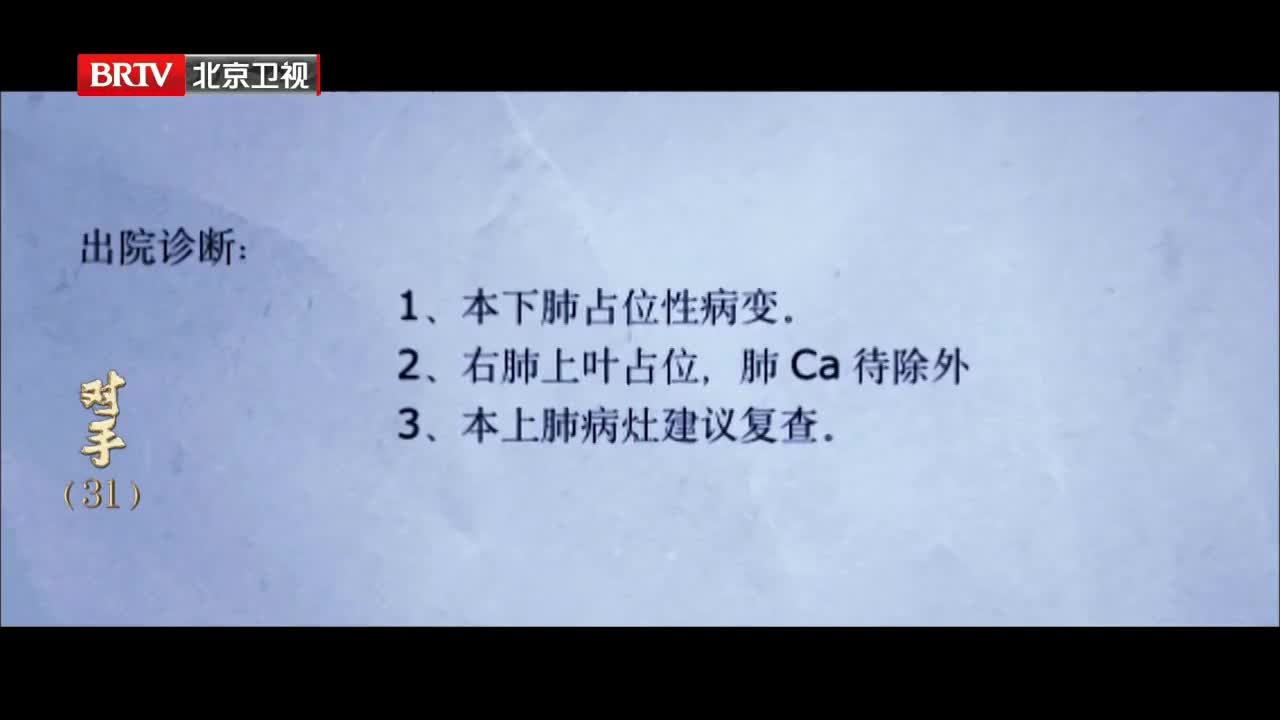 BRTV 北京卫视
出院诊断：
1、本下肺占位性病变.
2、右肺上叶占位, 肺 Ca 待除外
3、本上肺病灶建议复查.
对手
（31）